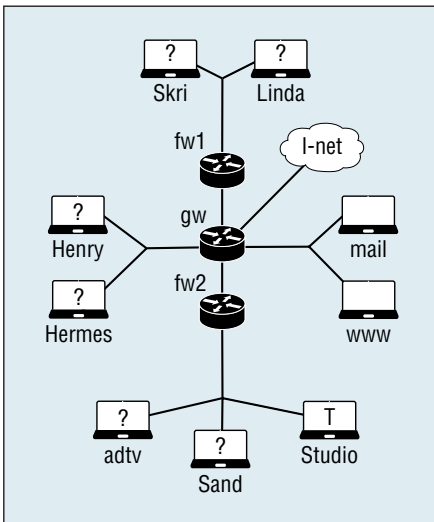 ? ?
Skri Linda
fw1
I-net
gw
?
Henry mail
fw2
?
Hermes www
? T
adtv Studio
?
Sand